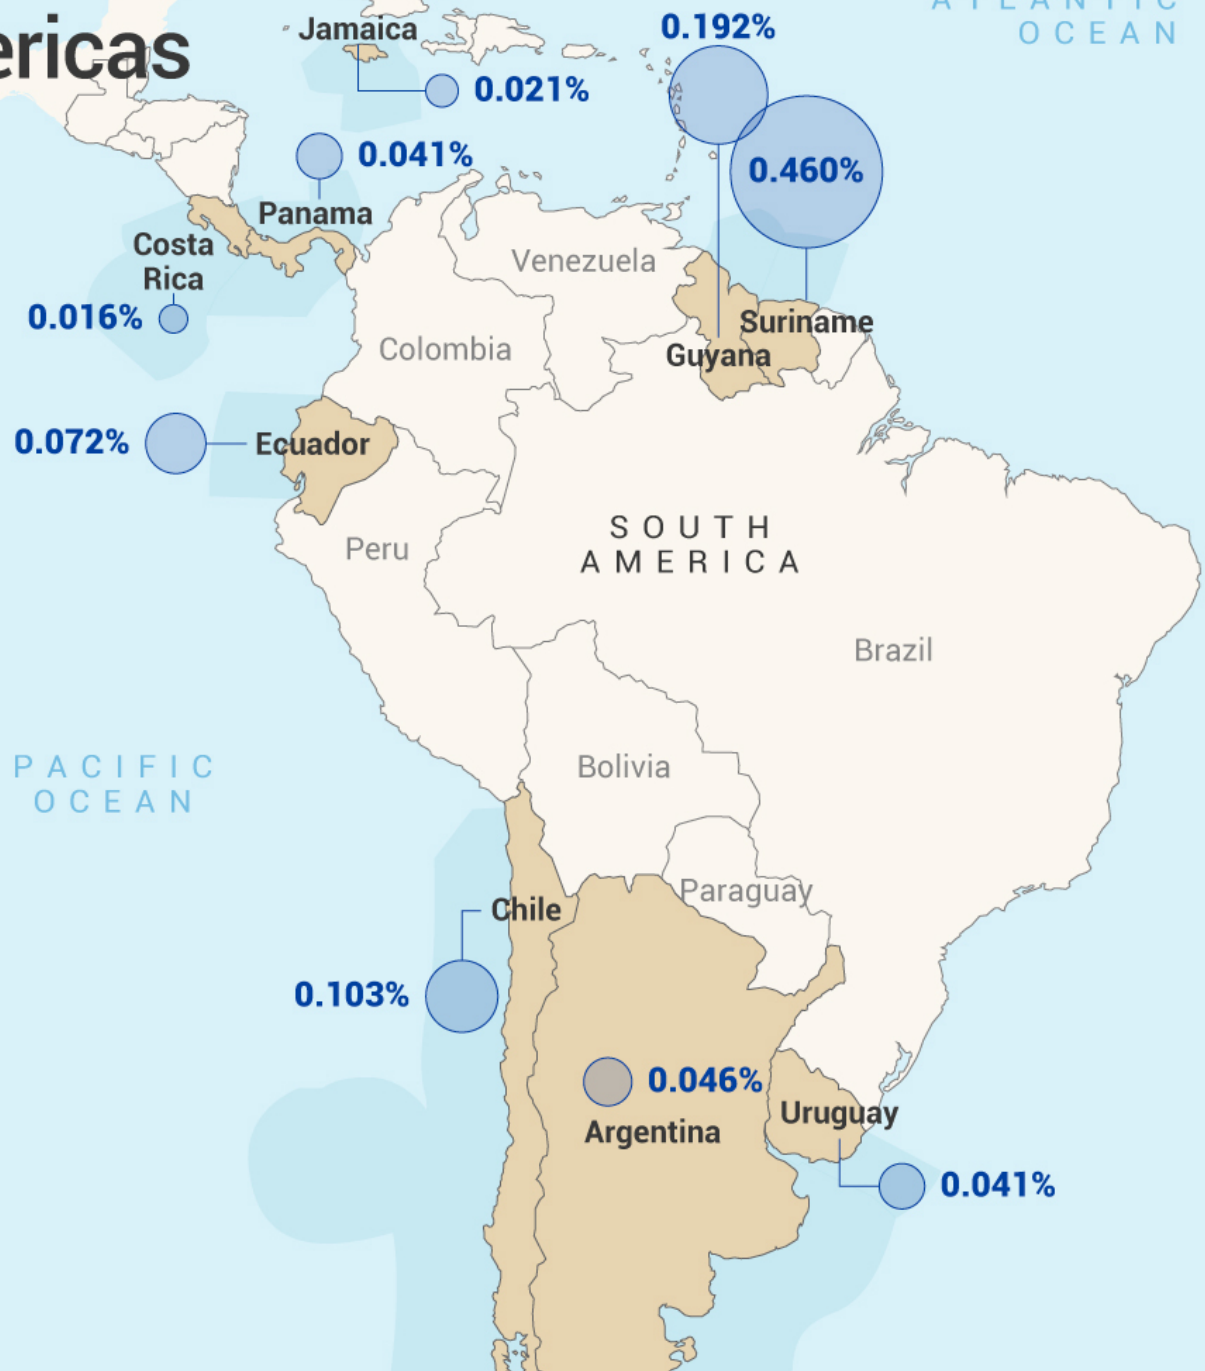 ericas
ATLANTIC
OCEAN
Jamaica
0.021%
0.192%
0.460%
0.041%
Panama
Costa
Rica
0.016%
Venezuela
Colombia
Suriname
Guyana
0.072%
Ecuador
SOUTH
AMERICA
Peru
Brazil
PACIFIC
OCEAN
Bolivia
Paraguay
Chile
0.103%
0.046%
Argentina
Uruguay
0.041%